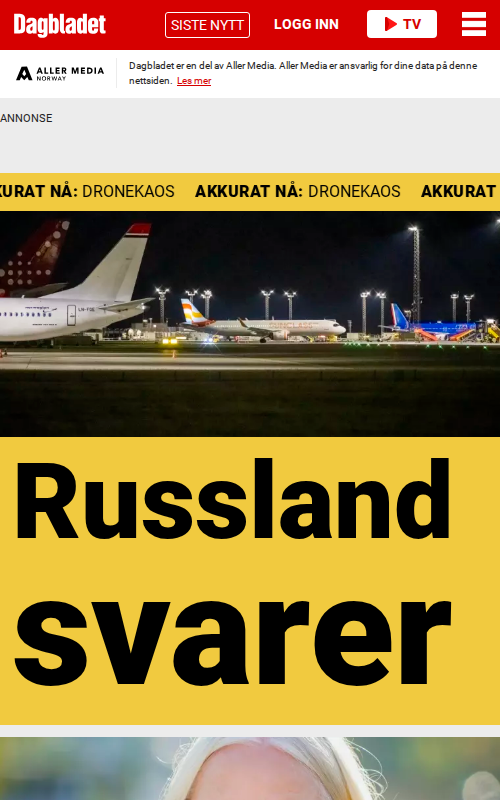 Dagbladet
SISTE NYTT
LOGG INN
TV
ALLER MEDIA
NORWAY
Dagbladet er en del av Aller Media. Aller Media er ansvarlig for dine data på denne
nettsiden. Les mer
ANNONSE
KURAT NÅ: DRONEKAOS AKKURAT NÅ: DRONEKAOS AKKURAT
Russland
svarer